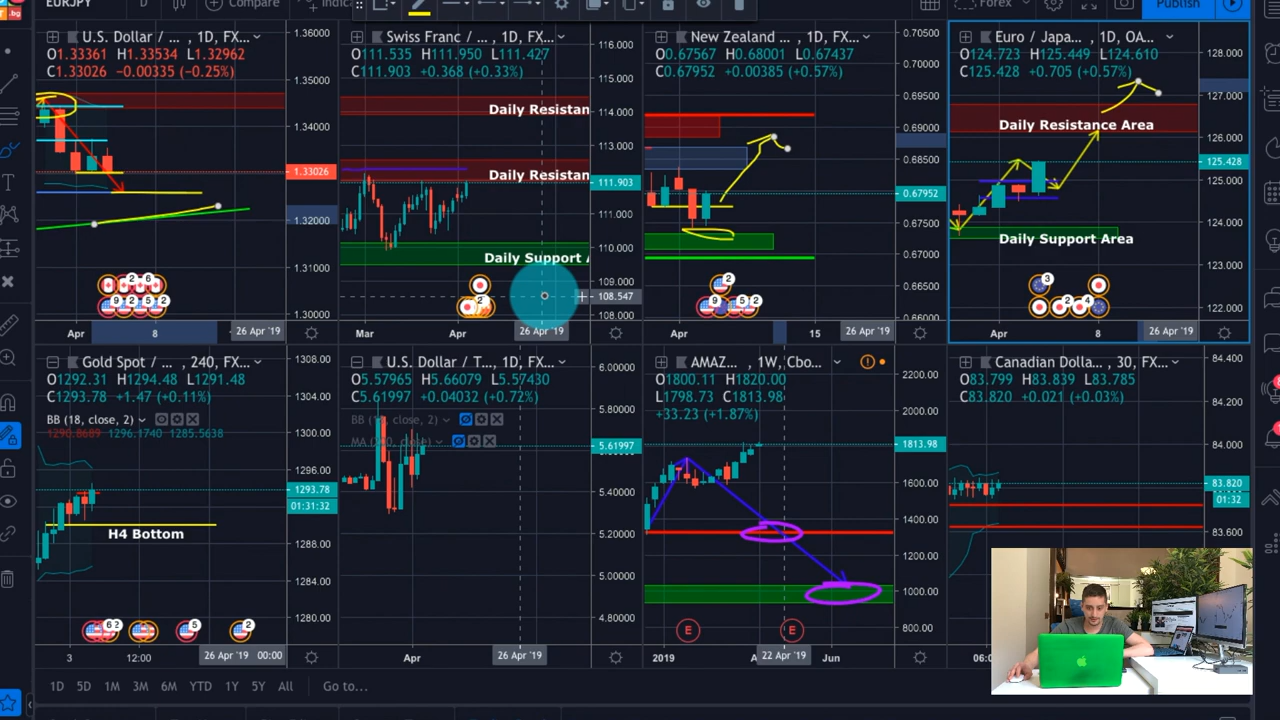 EURJPY
D
Compare
Forex
Publish
U.S. Dollar / ... , 1D, FX...
O1.33361 H1.33534 L1.32962
C1.33026 −0.00335 (−0.25%)
1.36000
1.35000
1.34000
1.33026
1.32000
1.31000
1.30000
Apr
8
26 Apr '19
Swiss Franc / ... , 1D, FX...
O111.535 H111.950 L111.427
C111.903 +0.368 (+0.33%)
Daily Resistan
Daily Resistan
Daily Support A
116.000
115.000
114.000
113.000
111.903
111.000
110.000
109.000
108.547
108.000
Mar
Apr
26 Apr '19
New Zealand ... , 1D, FX...
O0.67567 H0.68001 L0.67437
C0.67952 +0.00385 (+0.57%)
0.70500
0.69500
0.69000
0.68500
0.67952
0.67500
0.67000
0.66500
0.66000
Apr
15
26 Apr '19
Euro / Japa... , 1D, OA...
O124.723 H125.449 L124.610
C125.428 +0.705 (+0.57%)
Daily Resistance Area
Daily Support Area
128.000
127.000
126.000
125.428
125.000
124.000
123.000
122.000
Apr
8
26 Apr '19
Gold Spot / ... , 240, FX...
O1292.31 H1294.48 L1291.48
C1293.78 +1.47 (+0.11%)
BB (18, close, 2)
1290.8689 1296.1740 1285.5638
H4 Bottom
1308.00
1304.00
1300.00
1296.00
1293.78
01:31:32
1288.00
1284.00
1280.00
3
12:00
26 Apr '19 00:00
U.S. Dollar / T... , 1D, FX...
O5.57965 H5.66079 L5.57430
C5.61997 +0.04032 (+0.72%)
6.00000
5.80000
5.61997
5.40000
5.20000
5.00000
4.80000
Apr
26 Apr '19
AMAZ... , 1W, Cbo...
O1800.11 H1820.00
L1798.73 C1813.98
+33.23 (+1.87%)
2200.00
2000.00
1813.98
1600.00
1400.00
1200.00
1000.00
800.00
E
E
2019
22 Apr '19
Jun
Canadian Dolla... , 30, FX...
O83.799 H83.839 L83.785
C83.820 +0.021 (+0.03%)
84.400
84.200
84.000
83.820
01:32
83.600
1D 5D 1M 3M 6M YTD 1Y 5Y All Go to...